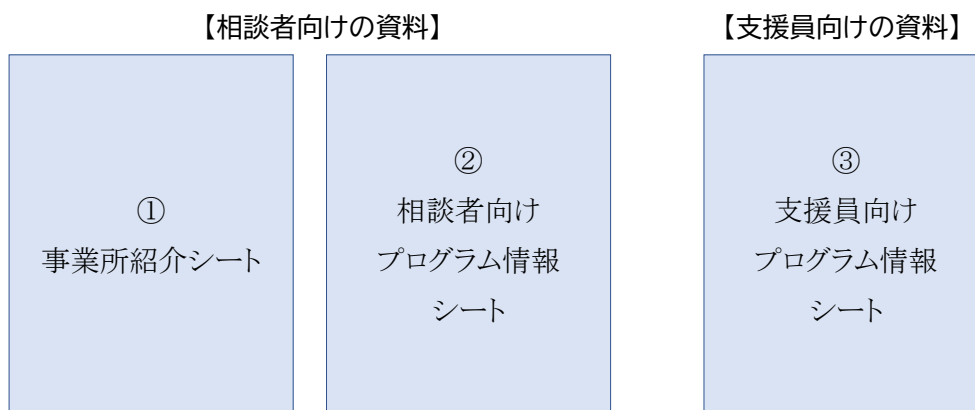 【相談者向けの資料】
【支援員向けの資料】
①
事業所紹介シート
②
相談者向け
プログラム情報
シート
③
支援員向け
プログラム情報
シート